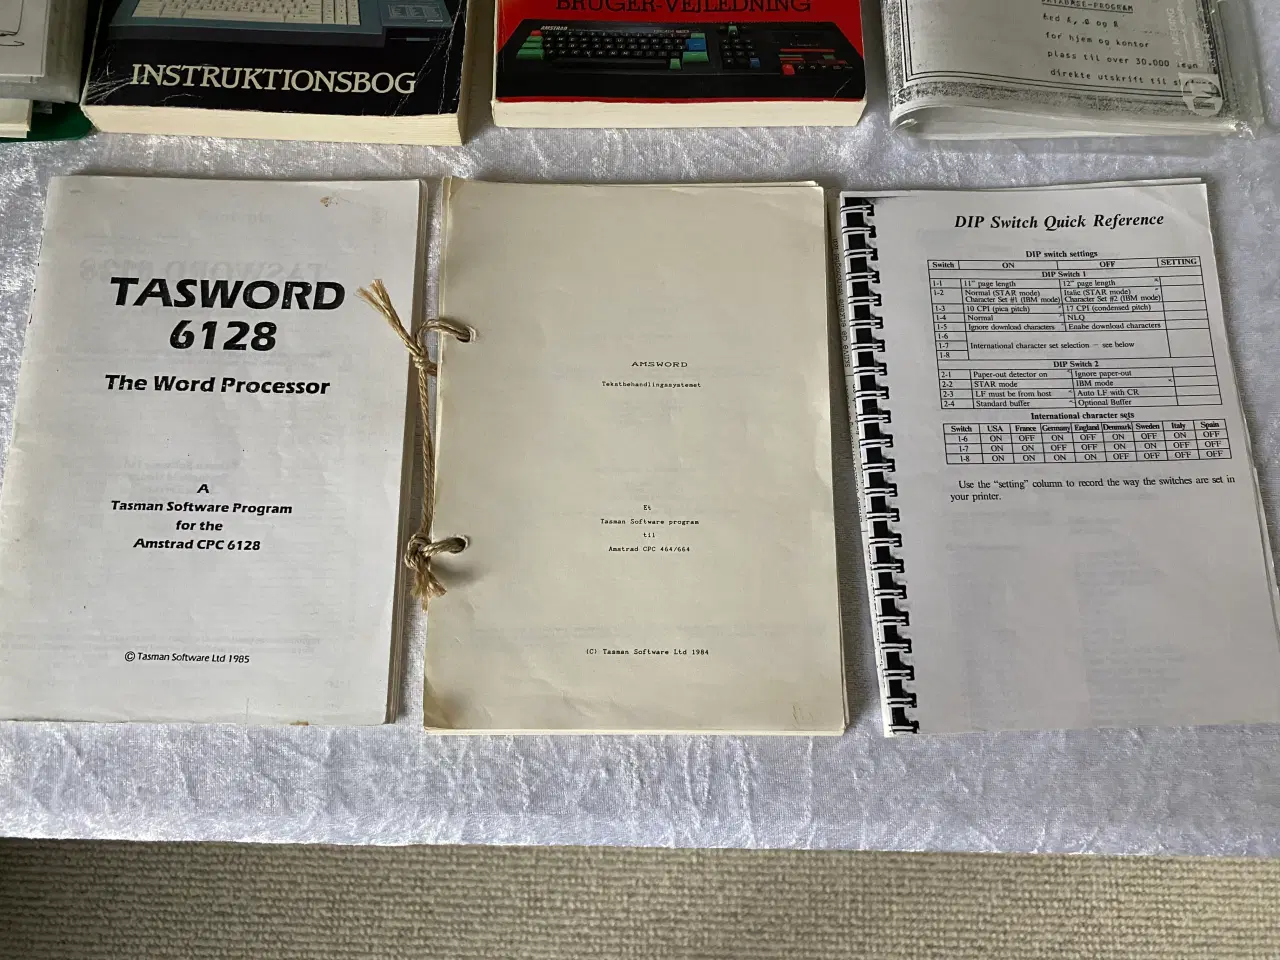 INSTRUKTIONSBOG
BRUGER-VEJLEDNING
AMSTRAD
DATABASE-PROGRAM
for hjem og kontor
plass til over 30.000 tegn
direkte utskrift til
TASWORD
6128
The Word Processor
A
Tasman Software Program
for the
Amstrad CPC 6128
© Tasman Software Ltd 1985
AMSWORD
Tekstbehandlingssystemet
Et
Tasman Software program
til
Amstrad CPC 464/664
(C) Tasman Software Ltd 1984
DIP Switch Quick Reference
DIP switch settings
Switch ON OFF SETTING
DIP Switch 1
1-1 11" page length 12" page length
1-2 Normal (STAR mode) Italic (STAR mode)
Character Set #1 (IBM mode) Character Set #2 (IBM mode)
1-3 10 CPI (pica pitch) 17 CPI (condensed pitch)
1-4 Normal NLQ
1-5 Ignore download characters Enabe download characters
1-6
1-7 International character set selection — see below
1-8
DIP Switch 2
2-1 Paper-out detector on Ignore paper-out
2-2 STAR mode IBM mode
2-3 LF must be from host Auto LF with CR
2-4 Standard buffer Optional Buffer
International character sets
Switch USA France Germany England Denmark Sweden Italy Spain
1-6 ON OFF ON OFF ON OFF ON OFF
1-7 ON ON OFF OFF ON ON OFF OFF
1-8 ON ON ON ON OFF OFF OFF OFF
Use the "setting" column to record the way the switches are set in
your printer.